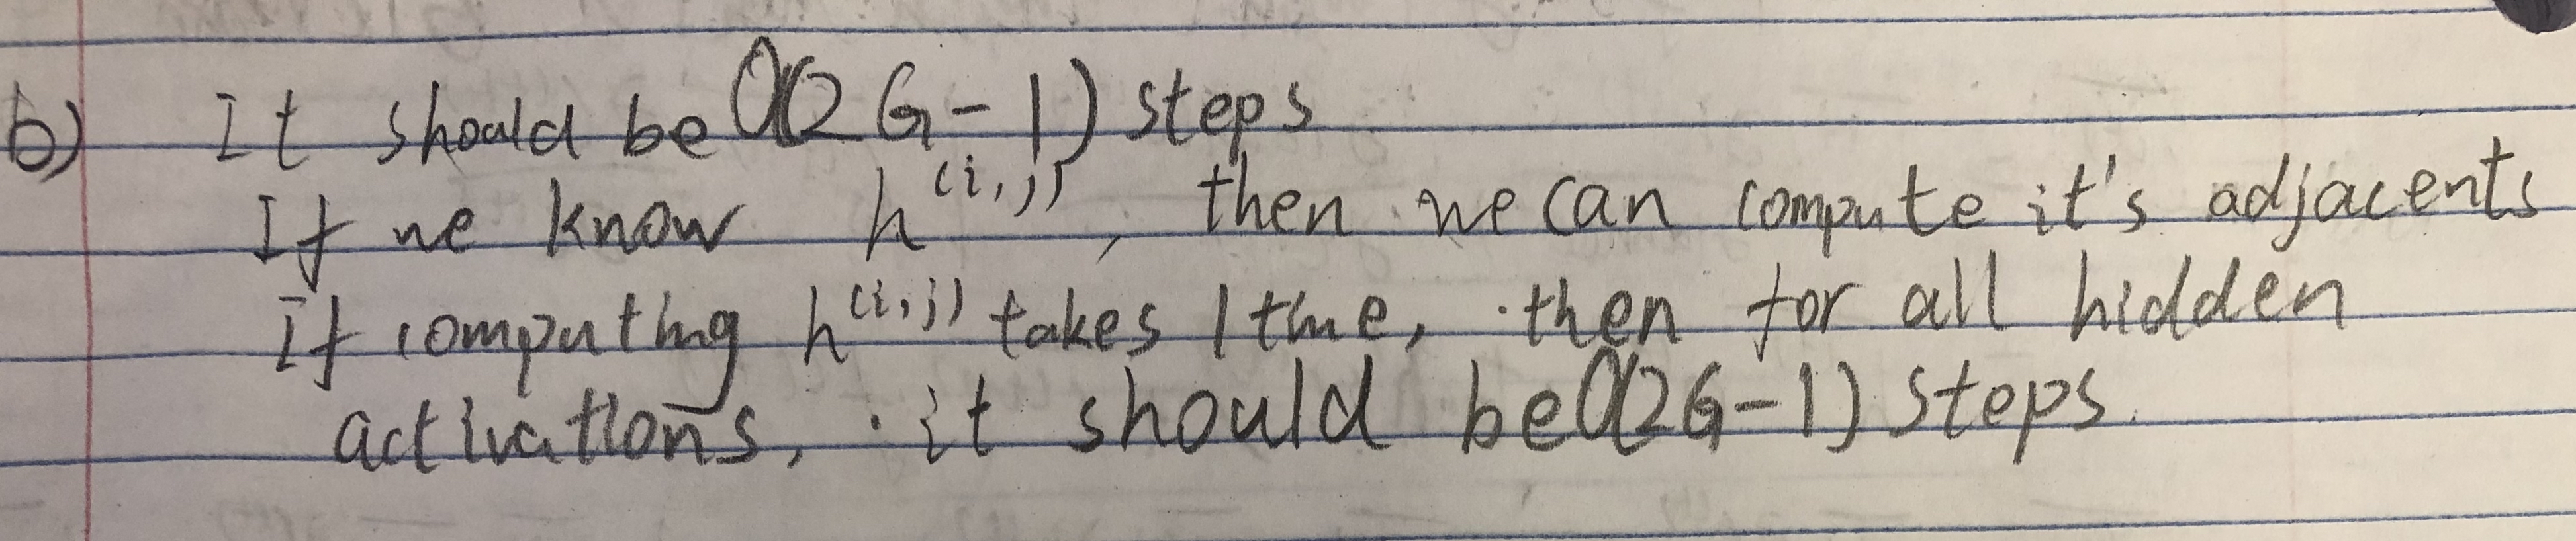 b) It should be O(2G-1) steps
If we know h^(i,j), then we can compute it's adjacents
If computing h^(i,j) takes 1 time, then for all hidden
activations, it should be O(2G-1) steps.